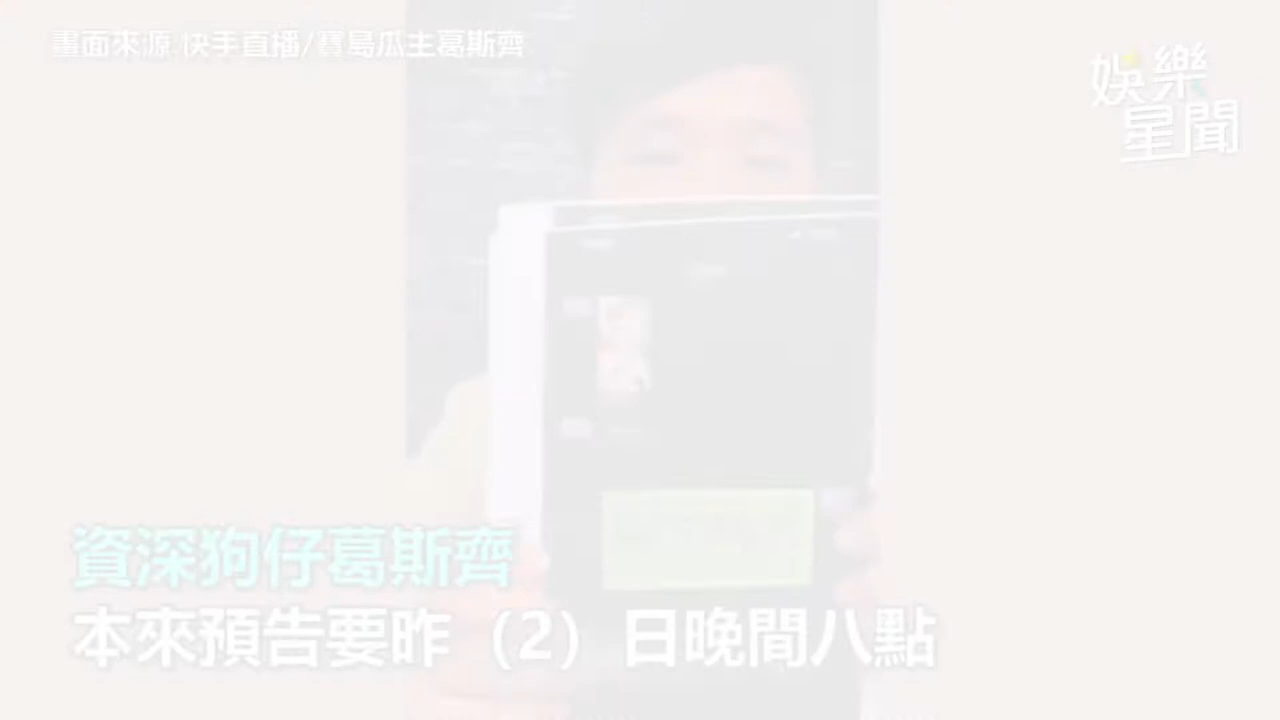 畫面來源 快手直播/寶島瓜主葛斯齊
娛樂
星聞
資深狗仔葛斯齊
本來預告要昨（2）日晚間八點